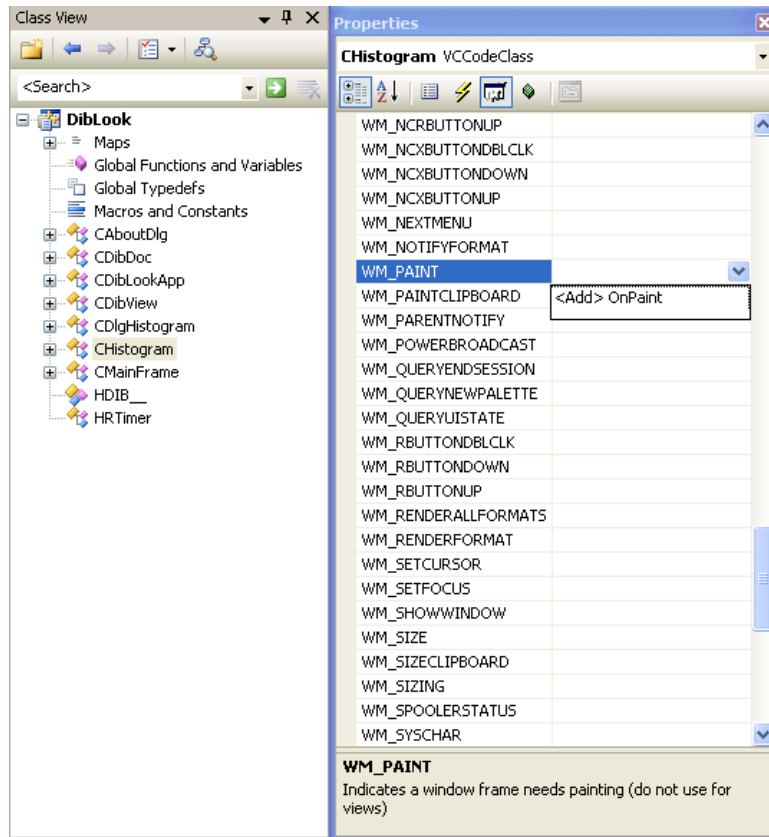 Class View
<Search>
DibLook
Maps
Global Functions and Variables
Global Typedefs
Macros and Constants
CAboutDlg
CDibDoc
CDibLookApp
CDibView
CDlgHistogram
CHistogram
CMainFrame
HDIB__
HRTimer
Properties
CHistogram VCCodeClass
WM_NCRBUTTONUP
WM_NCXBUTTONDBLCLK
WM_NCXBUTTONDOWN
WM_NCXBUTTONUP
WM_NEXTMENU
WM_NOTIFYFORMAT
WM_PAINT
WM_PAINTCLIPBOARD
<Add> OnPaint
WM_PARENTNOTIFY
WM_POWERBROADCAST
WM_QUERYENDSESSION
WM_QUERYNEWPALETTE
WM_QUERYUISTATE
WM_RBUTTONDBLCLK
WM_RBUTTONDOWN
WM_RBUTTONUP
WM_RENDERALLFORMATS
WM_RENDERFORMAT
WM_SETCURSOR
WM_SETFOCUS
WM_SHOWWINDOW
WM_SIZE
WM_SIZECLIPBOARD
WM_SIZING
WM_SPOOLERSTATUS
WM_SYSCHAR
WM_PAINT
Indicates a window frame needs painting (do not use for
views)